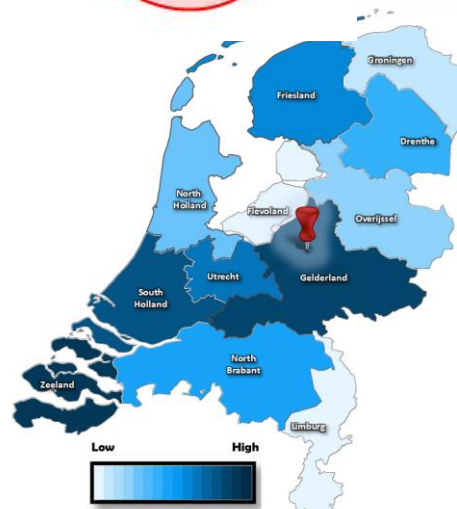 Groningen
Friesland
Drenthe
North
Holland
Flevoland
Overijssel
Utrecht
Gelderland
South
Holland
North
Brabant
Zeeland
Limburg
Low High